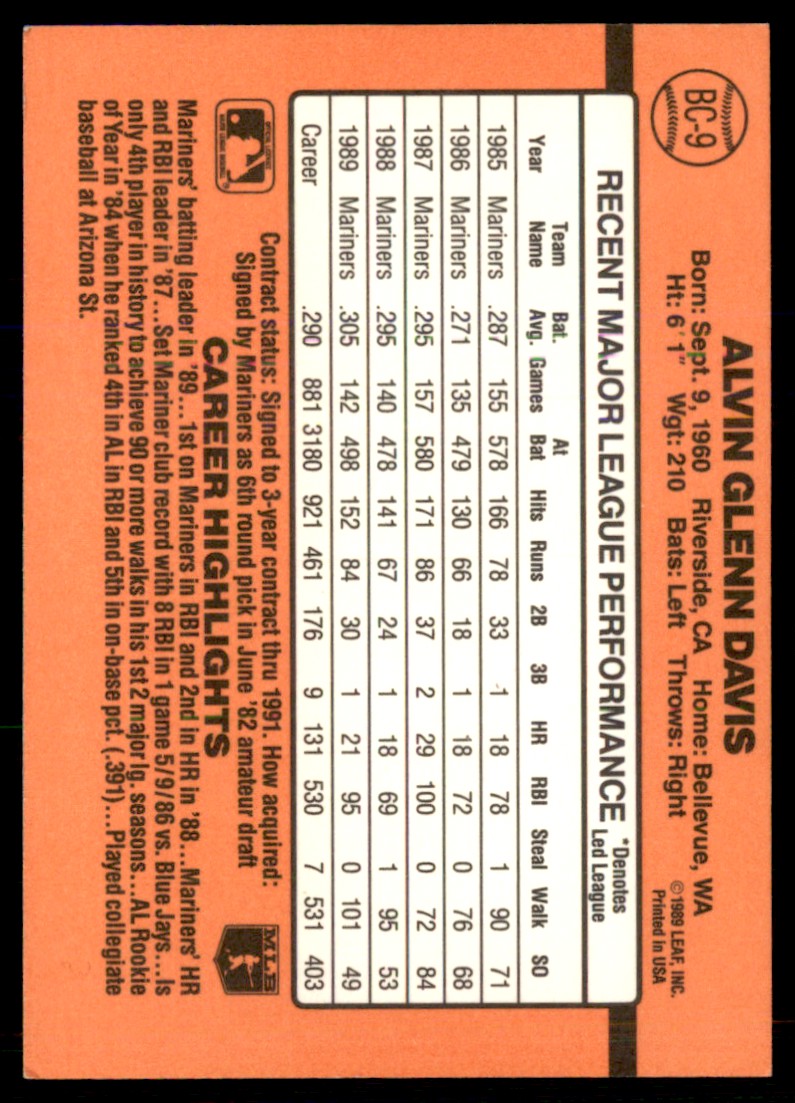 BC-9
ALVIN GLENN DAVIS
Born: Sept. 9, 1960 Riverside, CA Home: Bellevue, WA
Ht: 6' 1" Wgt: 210 Bats: Left Throws: Right
©1989 LEAF, INC.
Printed in USA
RECENT MAJOR LEAGUE PERFORMANCE *Denotes Led League
Year Team Name Bat. Avg. Games At Bat Hits Runs 2B 3B HR RBI Steal Walk SO
1985 Mariners .287 155 578 166 78 33 1 18 78 1 90 71
1986 Mariners .271 135 479 130 66 18 1 18 72 0 76 68
1987 Mariners .295 157 580 171 86 37 2 29 100 0 72 84
1988 Mariners .295 140 478 141 67 24 1 18 69 1 95 53
1989 Mariners .305 142 498 152 84 30 1 21 95 0 101 49
Career .290 881 3180 921 461 176 9 131 530 7 531 403
Contract status: Signed to 3-year contract thru 1991. How acquired:
Signed by Mariners as 6th round pick in June '82 amateur draft
MLB
CAREER HIGHLIGHTS
Mariners' batting leader in '89...1st on Mariners in RBI and 2nd in HR in '88...Mariners' HR
and RBI leader in '87...Set Mariner club record with 8 RBI in 1 game 5/9/86 vs. Blue Jays...Is
only 4th player in history to achieve 90 or more walks in his 1st 2 major lg. seasons...AL Rookie
of Year in '84 when he ranked 4th in AL in RBI and 5th in on-base pct. (.391)...Played collegiate
baseball at Arizona St.